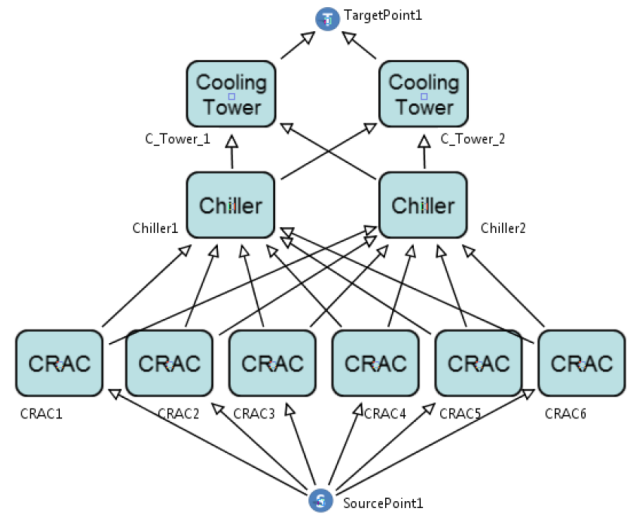 T TargetPoint1
Cooling Tower
Cooling Tower
C_Tower_1
C_Tower_2
Chiller
Chiller
Chiller1
Chiller2
CRAC
CRAC
CRAC
CRAC
CRAC
CRAC
CRAC1
CRAC2
CRAC3
CRAC4
CRAC5
CRAC6
S SourcePoint1